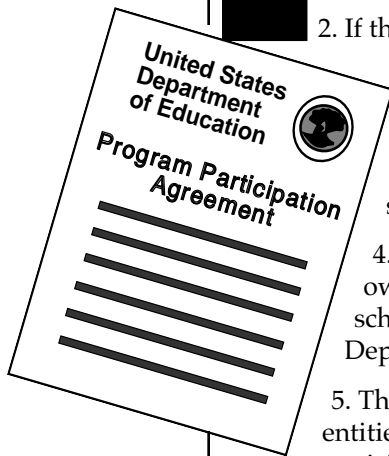 2. If th
United States
Department
of Education
Program Participation
Agreement
s
4.
ow
sch
Dep
5. Th
entitie